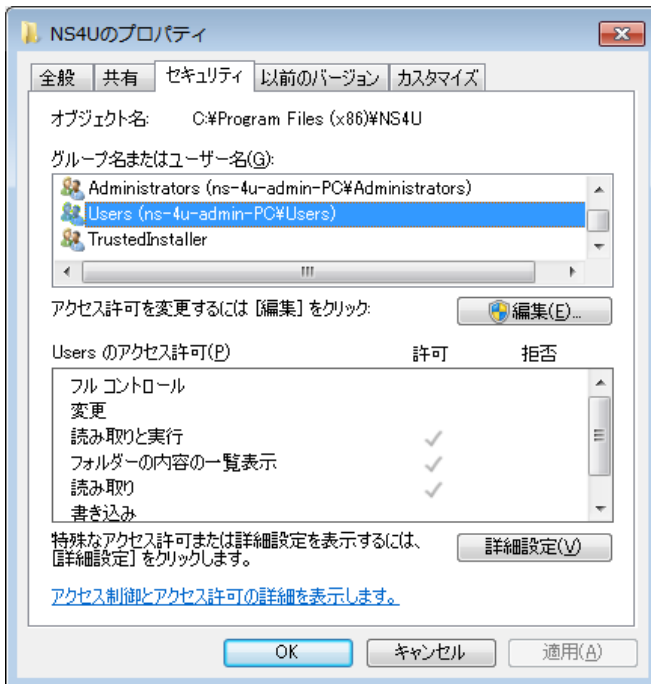 NS4Uのプロパティ
全般 共有 セキュリティ 以前のバージョン カスタマイズ
オブジェクト名: C:¥Program Files (x86)¥NS4U
グループ名またはユーザー名(G):
Administrators (ns-4u-admin-PC¥Administrators)
Users (ns-4u-admin-PC¥Users)
TrustedInstaller
アクセス許可を変更するには [編集] をクリック: 編集(E)...
Users のアクセス許可(P) 許可 拒否
フル コントロール
変更
読み取りと実行
フォルダーの内容の一覧表示
読み取り
書き込み
特殊なアクセス許可または詳細設定を表示するには、
[詳細設定] をクリックします。 詳細設定(V)
アクセス制御とアクセス許可の詳細を表示します。
OK キャンセル 適用(A)